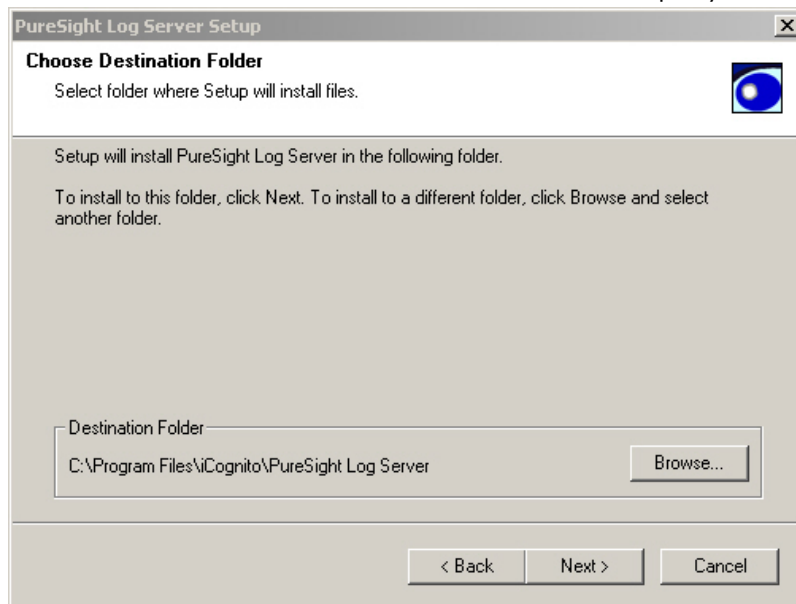 PureSight Log Server Setup
Choose Destination Folder
Select folder where Setup will install files.
Setup will install PureSight Log Server in the following folder.
To install to this folder, click Next. To install to a different folder, click Browse and select
another folder.
Destination Folder
C:\Program Files\iCognito\PureSight Log Server
Browse...
< Back
Next >
Cancel